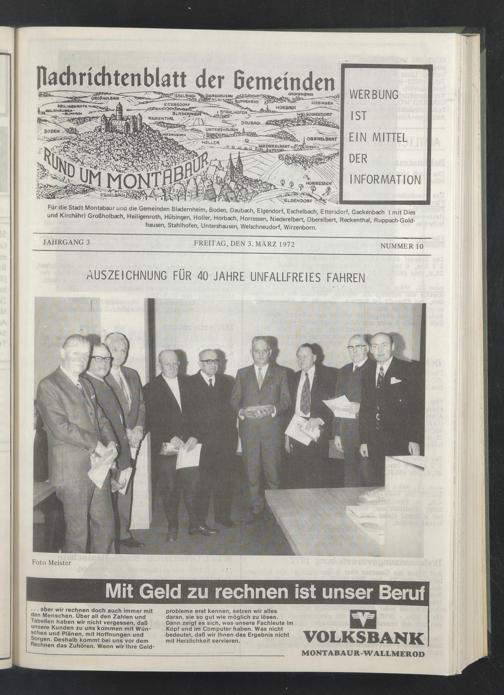 Nachrichtenblatt der Gemeinden
RUND UM MONTABAUR
WERBUNG
IST
EIN MITTEL
DER
INFORMATION
Für die Stadt Montabaur und die Gemeinden Bladernheim, Boden, Daubach, Elgendorf, Eschelbach, Ettersdorf, Gackenbach ( mit Dies
und Kirchähr) Großholbach, Heiligenroth, Hübingen, Holler, Horbach, Horressen, Niederelbert, Oberelbert, Reckenthal, Ruppach-Gold-
hausen, Stahlhofen, Untershausen, Welschneudorf, Wirzenborn.
JAHRGANG 3 FREITAG, DEN 3. MÄRZ 1972 NUMMER 10
AUSZEICHNUNG FÜR 40 JAHRE UNFALLFREIES FAHREN
Foto Meister
Mit Geld zu rechnen ist unser Beruf
. . . aber wir rechnen doch auch immer mit
den Menschen. Über all den Zahlen und
Tabellen haben wir nicht vergessen, daß
unsere Kunden zu uns kommen mit Wün-
schen und Plänen, mit Hoffnungen und
Sorgen. Deshalb kommt bei uns vor dem
Rechnen das Zuhören. Wenn wir Ihre Geld-
probleme erst kennen, setzen wir alles
daran, sie so gut wie möglich zu lösen.
Dann zeigt es sich, was unsere Fachleute im
Kopf und im Computer haben. Was nicht
bedeutet, daß wir Ihnen das Ergebnis nicht
mit Herzlichkeit servieren.
VOLKSBANK
MONTABAUR-WALLMEROD